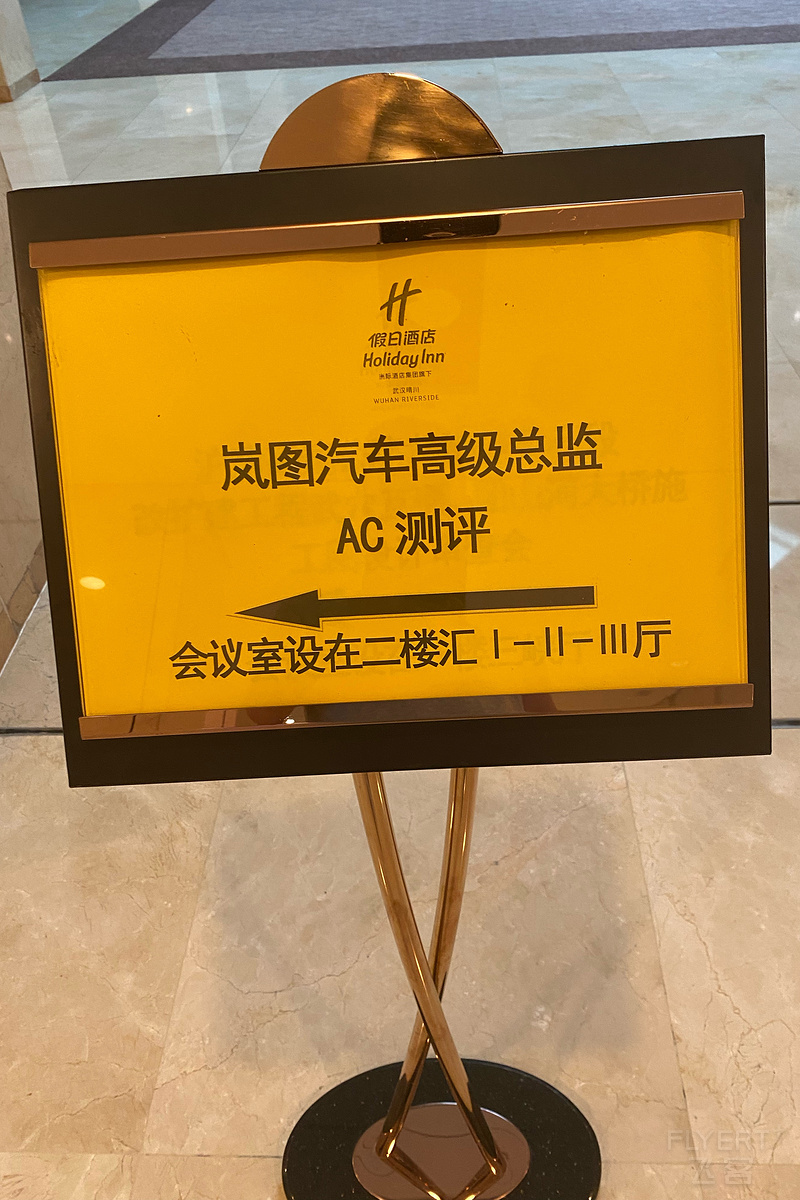 假日酒店
Holiday Inn
洲际酒店集团旗下
武汉晴川
WUHAN RIVERSIDE
岚图汽车高级总监
AC 测评
会议室设在二楼汇 I-II-III厅
FLYERT